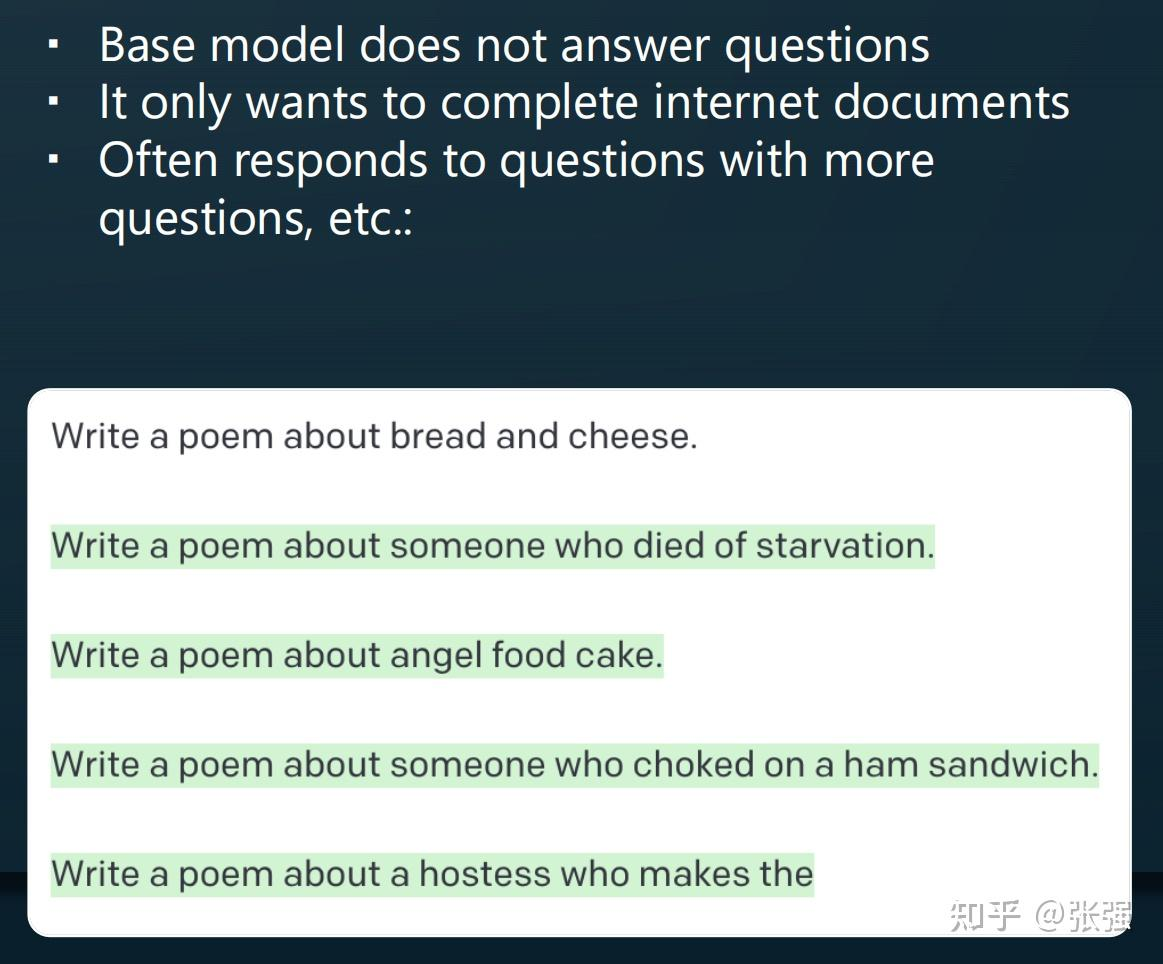 ▪ Base model does not answer questions
▪ It only wants to complete internet documents
▪ Often responds to questions with more
questions, etc.:
Write a poem about bread and cheese.
Write a poem about someone who died of starvation.
Write a poem about angel food cake.
Write a poem about someone who choked on a ham sandwich.
Write a poem about a hostess who makes the
知乎 @张强